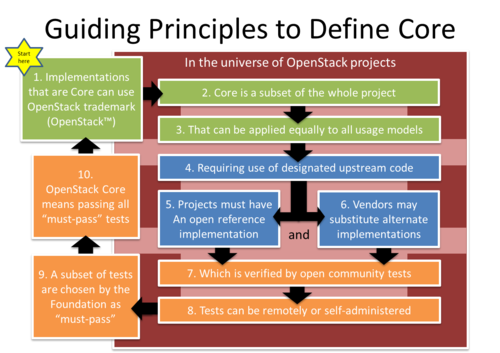 Guiding Principles to Define Core
Start
here
In the universe of OpenStack projects
1. Implementations
that are Core can use
OpenStack trademark
(OpenStack™)
2. Core is a subset of the whole project
3. That can be applied equally to all usage models
4. Requiring use of designated upstream code
5. Projects must have
An open reference
implementation
and
6. Vendors may
substitute alternate
implementations
7. Which is verified by open community tests
8. Tests can be remotely or self-administered
9. A subset of tests
are chosen by the
Foundation as
"must-pass"
10.
OpenStack Core
means passing all
"must-pass" tests